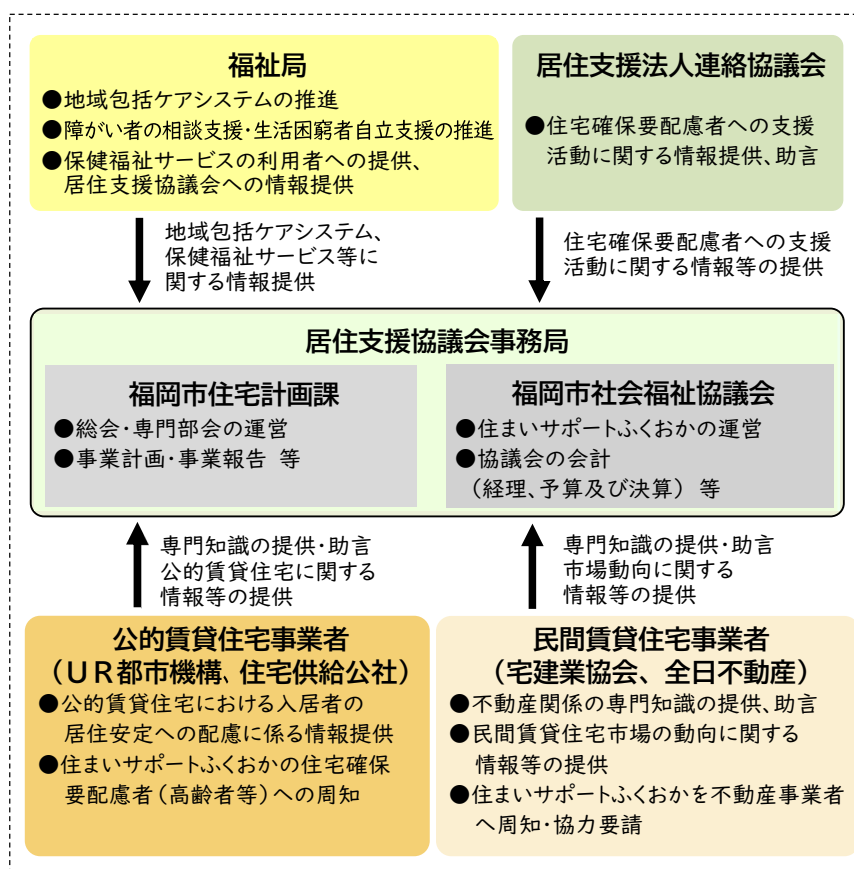 福祉局
●地域包括ケアシステムの推進
●障がい者の相談支援・生活困窮者自立支援の推進
●保健福祉サービスの利用者への提供、
居住支援協議会への情報提供
居住支援法人連絡協議会
●住宅確保要配慮者への支援
活動に関する情報提供、助言
地域包括ケアシステム、
保健福祉サービス等に
関する情報提供
住宅確保要配慮者への支援
活動に関する情報等の提供
居住支援協議会事務局
福岡市住宅計画課
●総会・専門部会の運営
●事業計画・事業報告 等
福岡市社会福祉協議会
●住まいサポートふくおかの運営
●協議会の会計
(経理、予算及び決算) 等
専門知識の提供・助言
公的賃貸住宅に関する
情報等の提供
専門知識の提供・助言
市場動向に関する
情報等の提供
公的賃貸住宅事業者
(UR都市機構、住宅供給公社)
●公的賃貸住宅における入居者の
居住安定への配慮に係る情報提供
●住まいサポートふくおかの住宅確保
要配慮者(高齢者等)への周知
民間賃貸住宅事業者
(宅建業協会、全日不動産)
●不動産関係の専門知識の提供、助言
●民間賃貸住宅市場の動向に関する
情報等の提供
●住まいサポートふくおかを不動産事業者
へ周知・協力要請